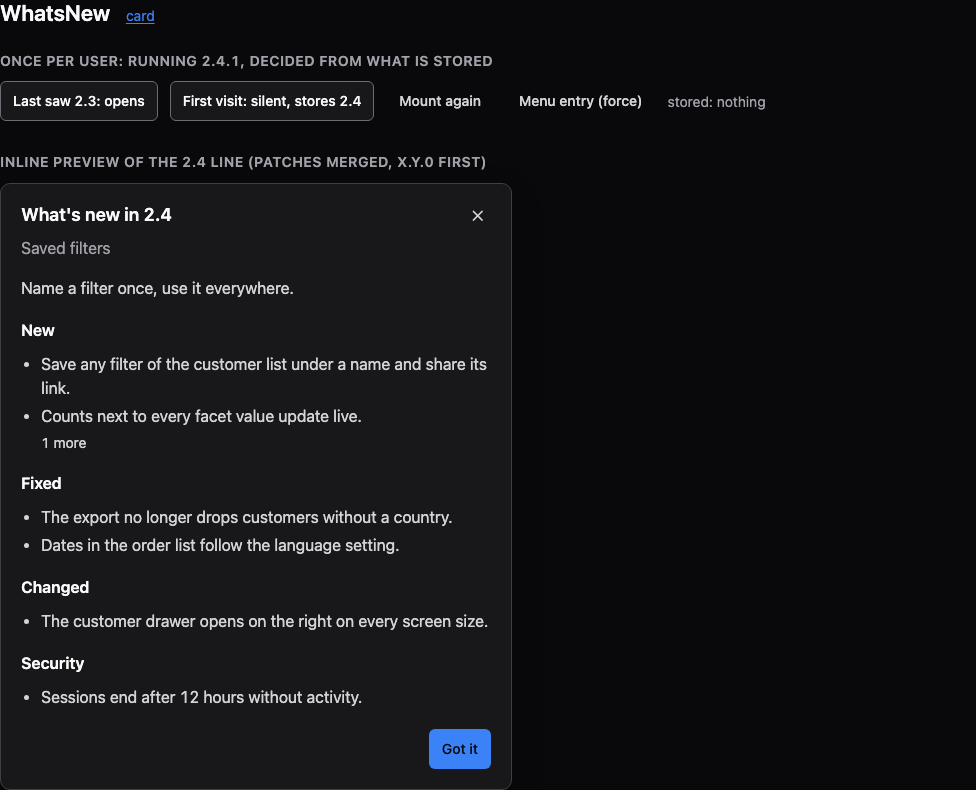 WhatsNew card
ONCE PER USER: RUNNING 2.4.1, DECIDED FROM WHAT IS STORED
Last saw 2.3: opens First visit: silent, stores 2.4 Mount again Menu entry (force) stored: nothing
INLINE PREVIEW OF THE 2.4 LINE (PATCHES MERGED, X.Y.0 FIRST)
What's new in 2.4
Saved filters
Name a filter once, use it everywhere.
New
• Save any filter of the customer list under a name and share its
link.
• Counts next to every facet value update live.
1 more
Fixed
• The export no longer drops customers without a country.
• Dates in the order list follow the language setting.
Changed
• The customer drawer opens on the right on every screen size.
Security
• Sessions end after 12 hours without activity.
Got it